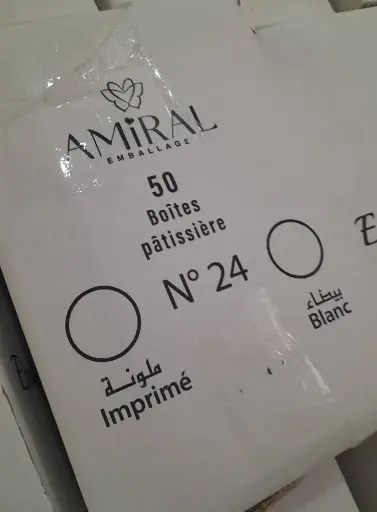 AMiRAL
EMBALLAGE
50
Boîtes
pâtissière
N° 24
ملونة
Imprimé
بيضاء
Blanc